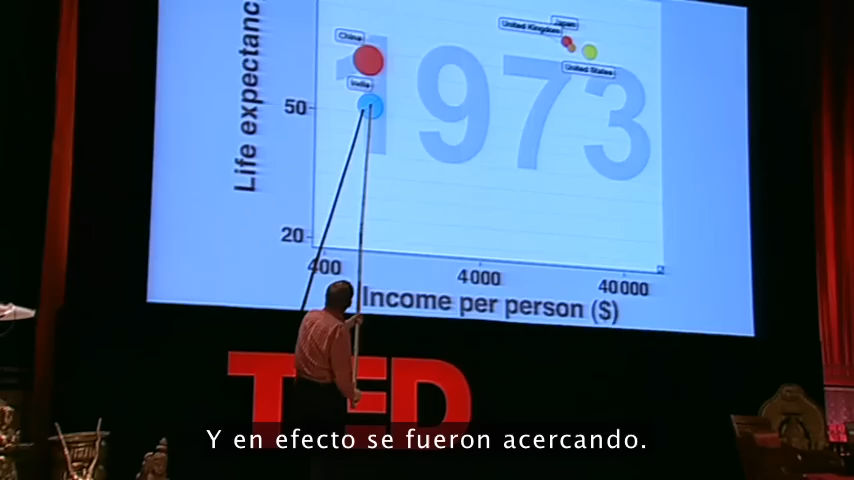 Life expectanc
China
India
United Kingdom
Japan
United States
1973
50
20
400
4000
40000
Income per person ($)
TED
Y en efecto se fueron acercando.